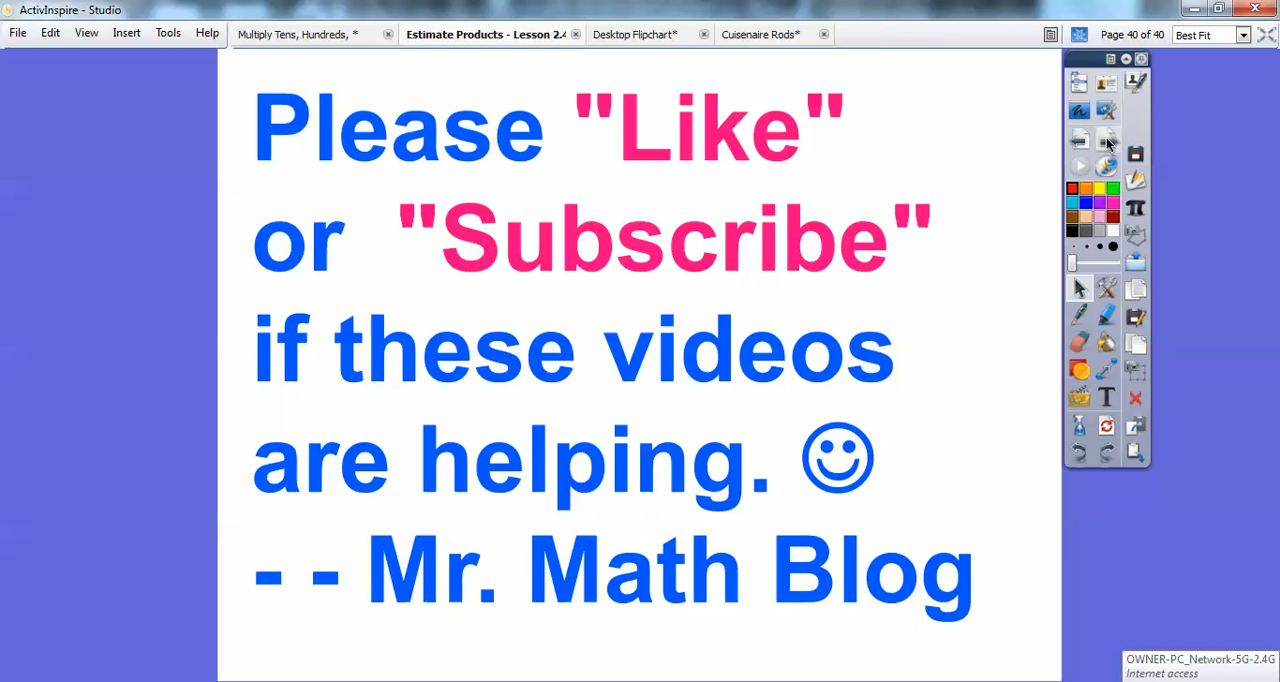 ActivInspire - Studio
File Edit View Insert Tools Help
Multiply Tens, Hundreds, * Estimate Products - Lesson 2.4 Desktop Flipchart* Cuisenaire Rods* Page 40 of 40 Best Fit
Please "Like"
or "Subscribe"
if these videos
are helping. ☺
- - Mr. Math Blog
OWNER-PC_Network-5G-2.4G
Internet access